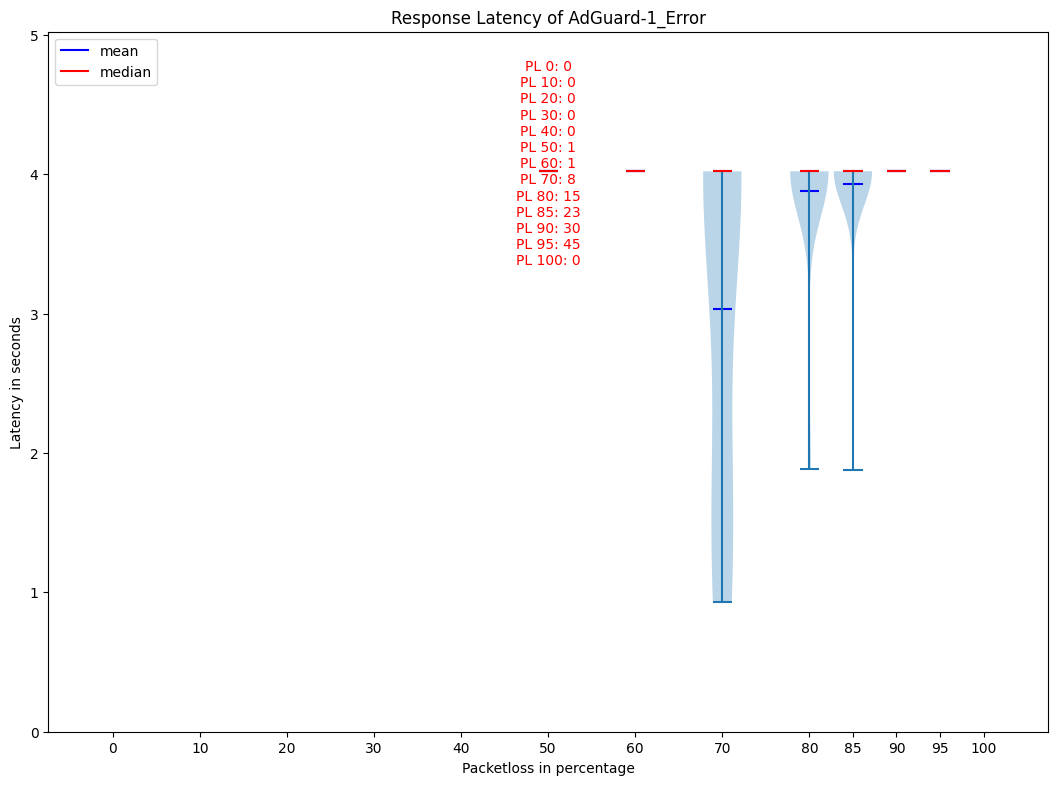 Response Latency of AdGuard-1_Error
mean
median
PL 0: 0
PL 10: 0
PL 20: 0
PL 30: 0
PL 40: 0
PL 50: 1
PL 60: 1
PL 70: 8
PL 80: 15
PL 85: 23
PL 90: 30
PL 95: 45
PL 100: 0
5
4
3
2
1
0
Latency in seconds
0 10 20 30 40 50 60 70 80 85 90 95 100
Packetloss in percentage